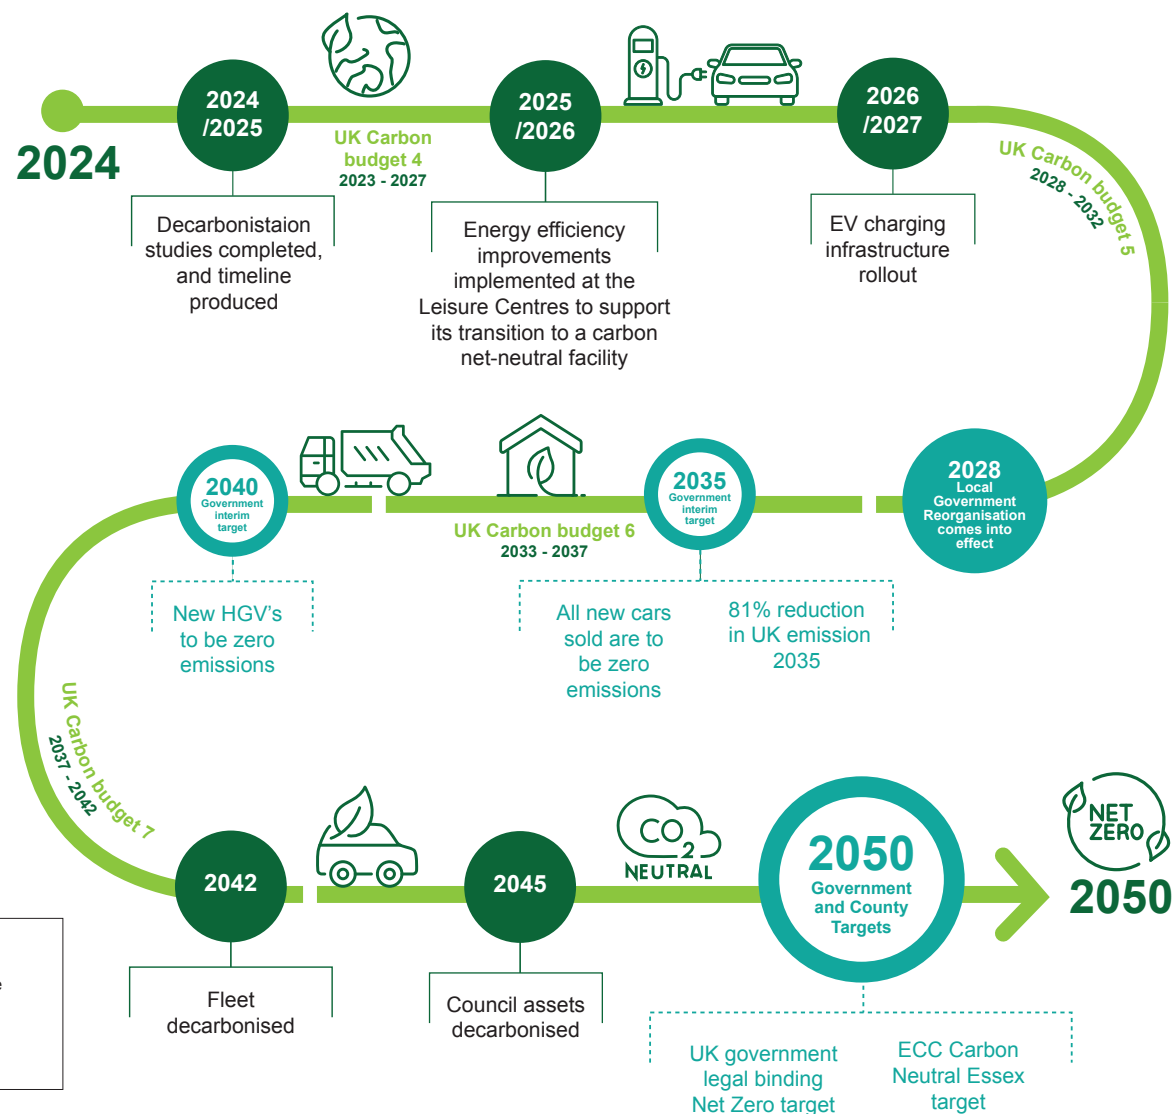 2024
2024
/2025
UK Carbon
budget 4
2023 - 2027
2025
/2026
2026
/2027
UK Carbon budget 5
2028 - 2032
Decarbonistaion
studies completed,
and timeline
produced
Energy efficiency
improvements
implemented at the
Leisure Centres to support
its transition to a carbon
net-neutral facility
EV charging
infrastructure
rollout
2028
Local
Government
Reorganisation
comes into
effect
2035
Government
interim
target
UK Carbon budget 6
2033 - 2037
2040
Government
interim
target
All new cars
sold are to
be zero
emissions
81% reduction
in UK emission
2035
New HGV's
to be zero
emissions
UK Carbon budget 7
2037 - 2042
2042
2045
CO2
NEUTRAL
2050
Government
and County
Targets
NET
ZERO
2050
Fleet
decarbonised
Council assets
decarbonised
UK government
legal binding
Net Zero target
ECC Carbon
Neutral Essex
target